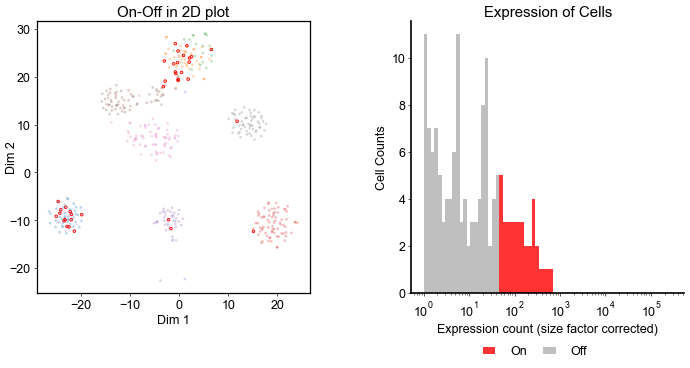 On-Off in 2D plot
Dim 2
30
20
10
0
−10
−20
−20
−10
0
10
20
Dim 1
Expression of Cells
Cell Counts
10
8
6
4
2
0
10^0
10^1
10^2
10^3
10^4
10^5
Expression count (size factor corrected)
On
Off